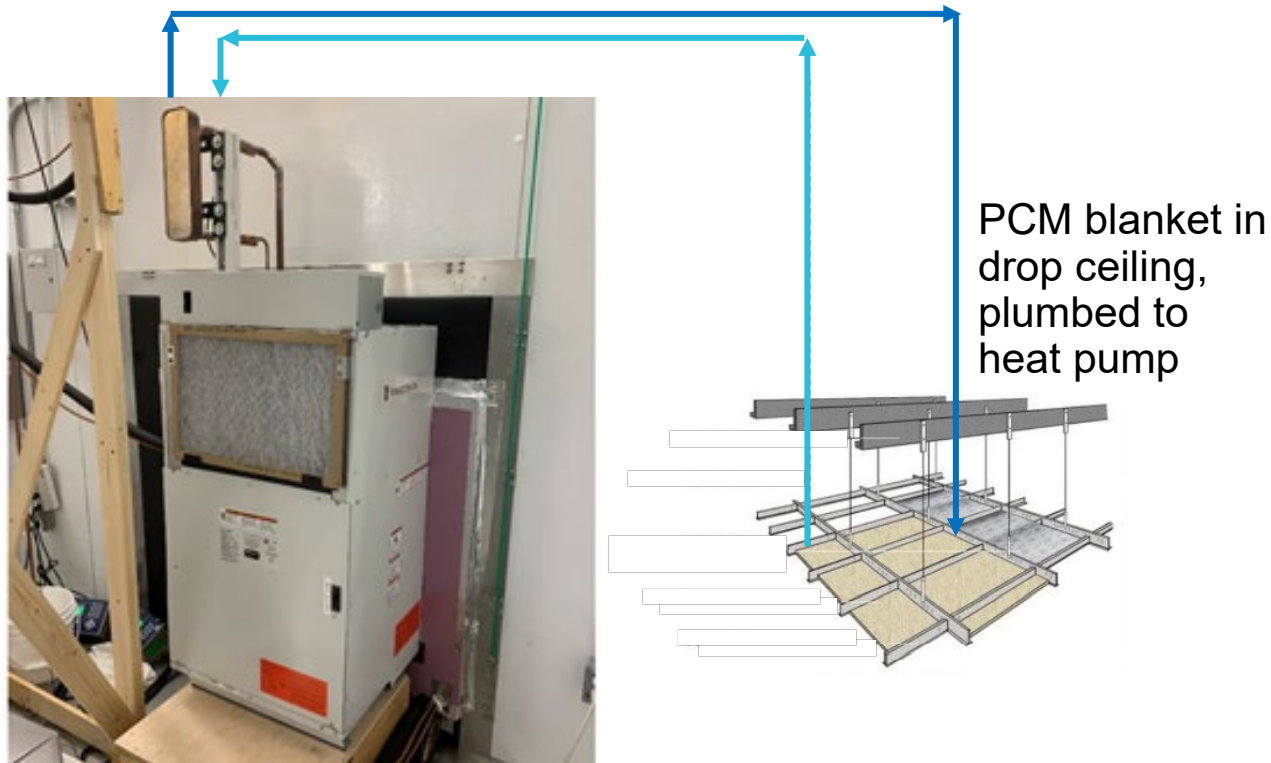 PCM blanket in
drop ceiling,
plumbed to
heat pump